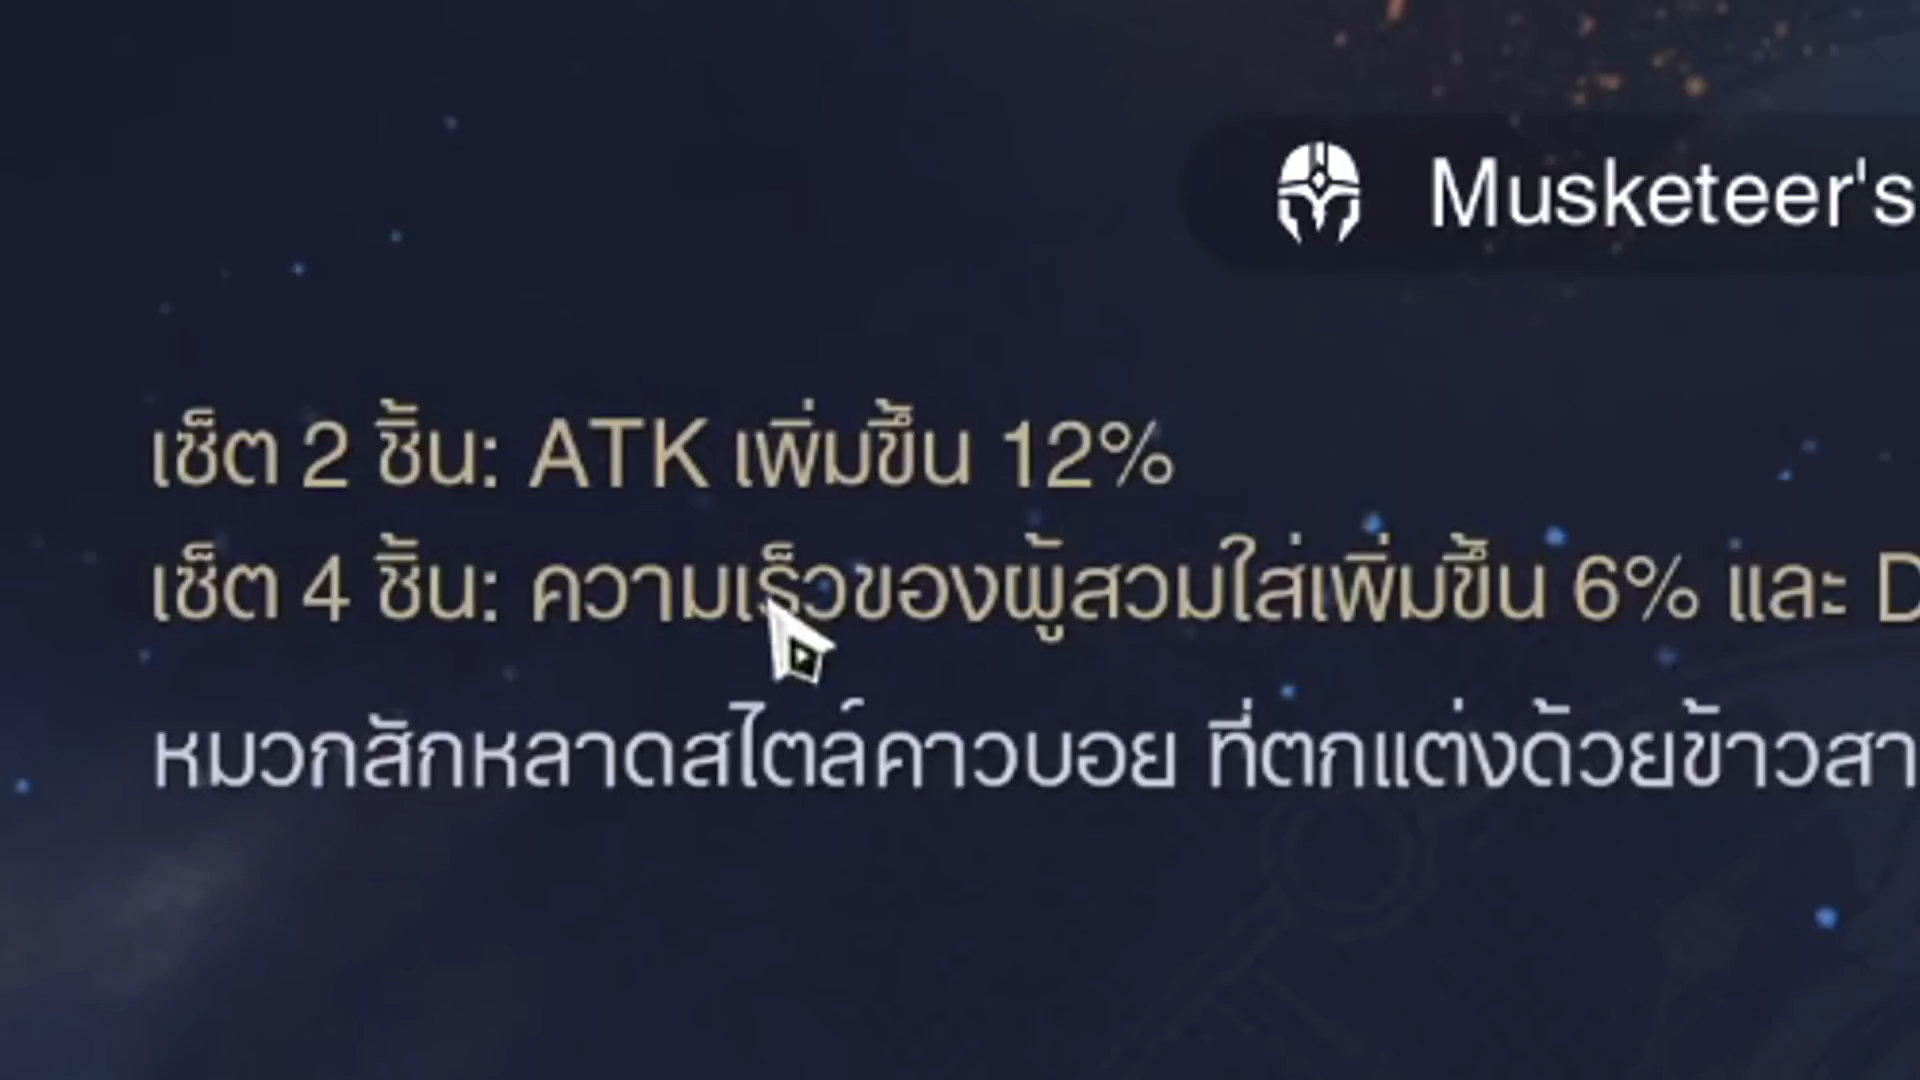 Musketeer's
เซ็ต 2 ชิ้น: ATK เพิ่มขึ้น 12%
เซ็ต 4 ชิ้น: ความเร็วของผู้สวมใส่เพิ่มขึ้น 6% และ D
หมวกสักหลาดสไตล์คาวบอย ที่ตกแต่งด้วยข้าวสา